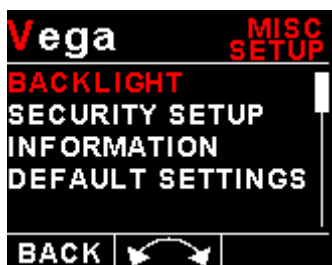 Vega MISC
SETUP
BACKLIGHT
SECURITY SETUP
INFORMATION
DEFAULT SETTINGS
BACK